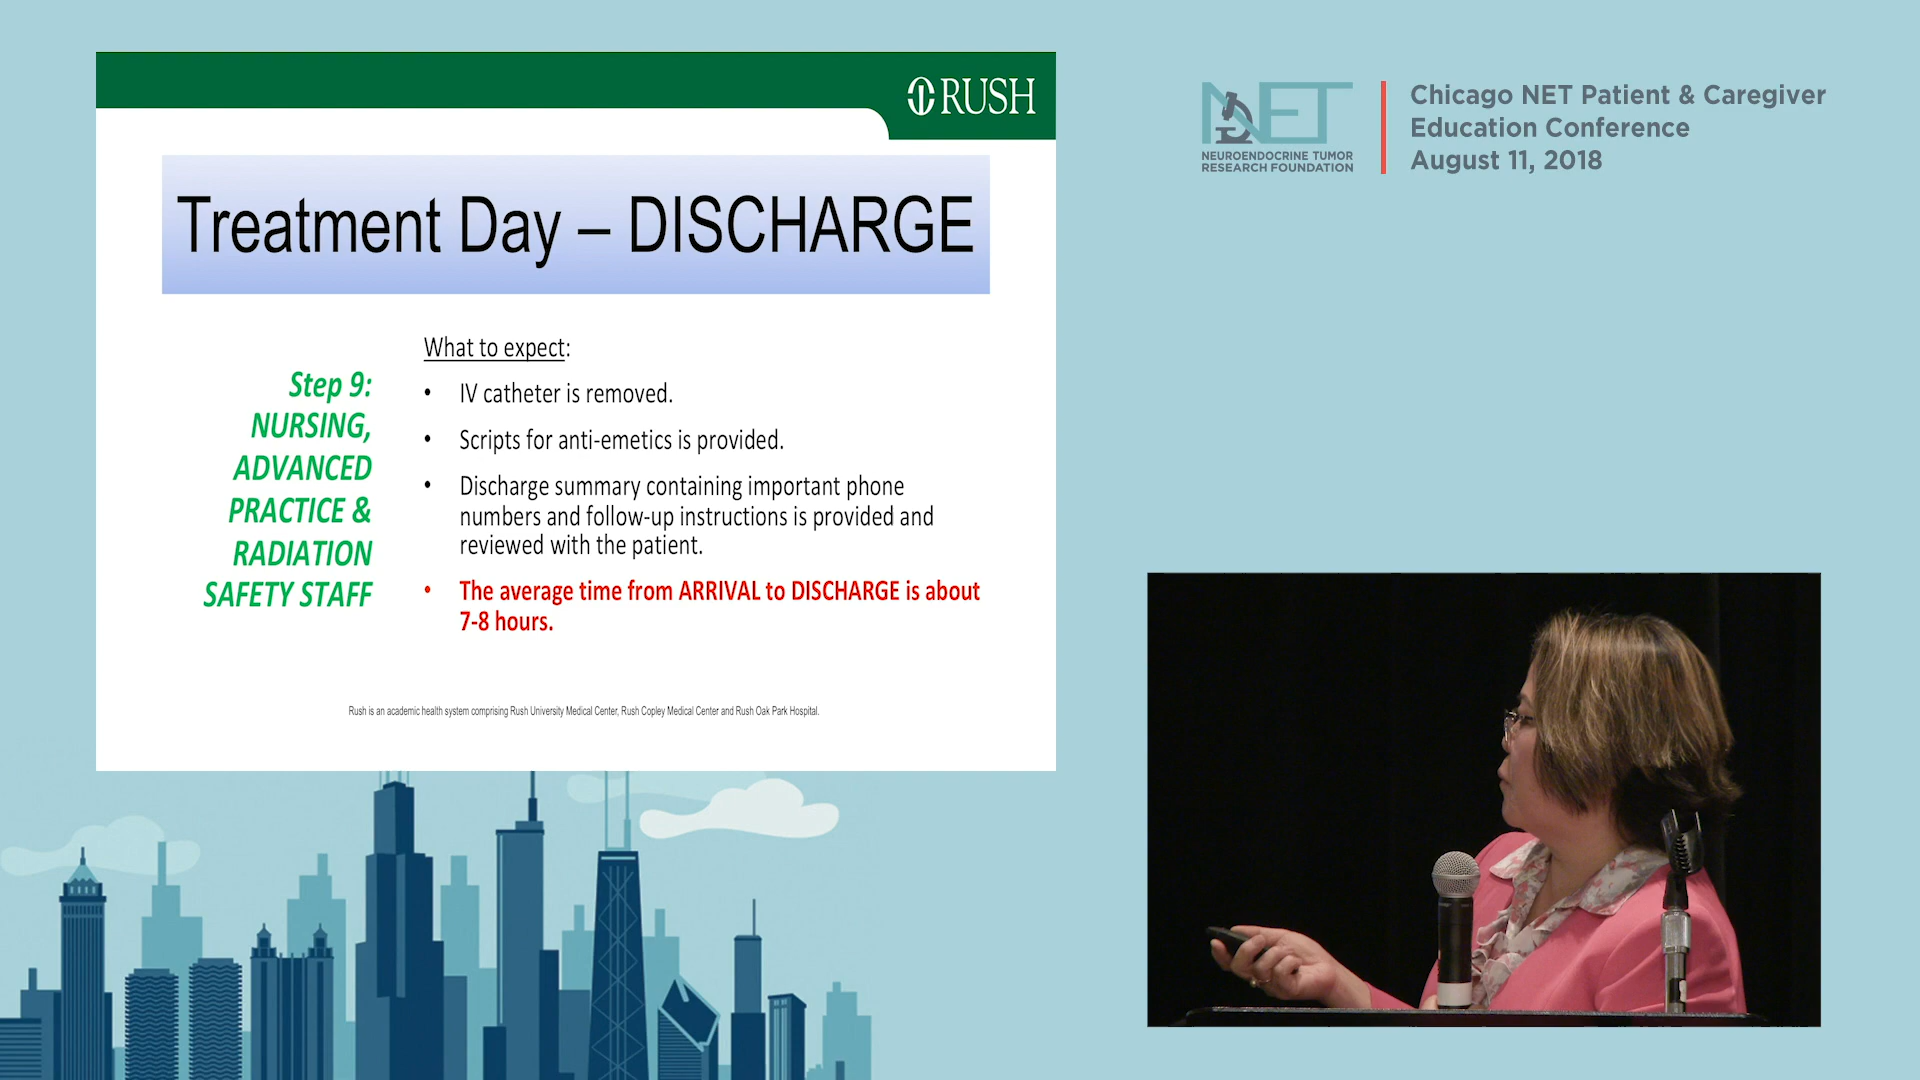 RUSH
Treatment Day – DISCHARGE
Step 9:
NURSING,
ADVANCED
PRACTICE &
RADIATION
SAFETY STAFF
What to expect:
• IV catheter is removed.
• Scripts for anti-emetics is provided.
• Discharge summary containing important phone
numbers and follow-up instructions is provided and
reviewed with the patient.
• The average time from ARRIVAL to DISCHARGE is about
7-8 hours.
Rush is an academic health system comprising Rush University Medical Center, Rush Copley Medical Center and Rush Oak Park Hospital.
NET
NEUROENDOCRINE TUMOR
RESEARCH FOUNDATION
Chicago NET Patient & Caregiver
Education Conference
August 11, 2018